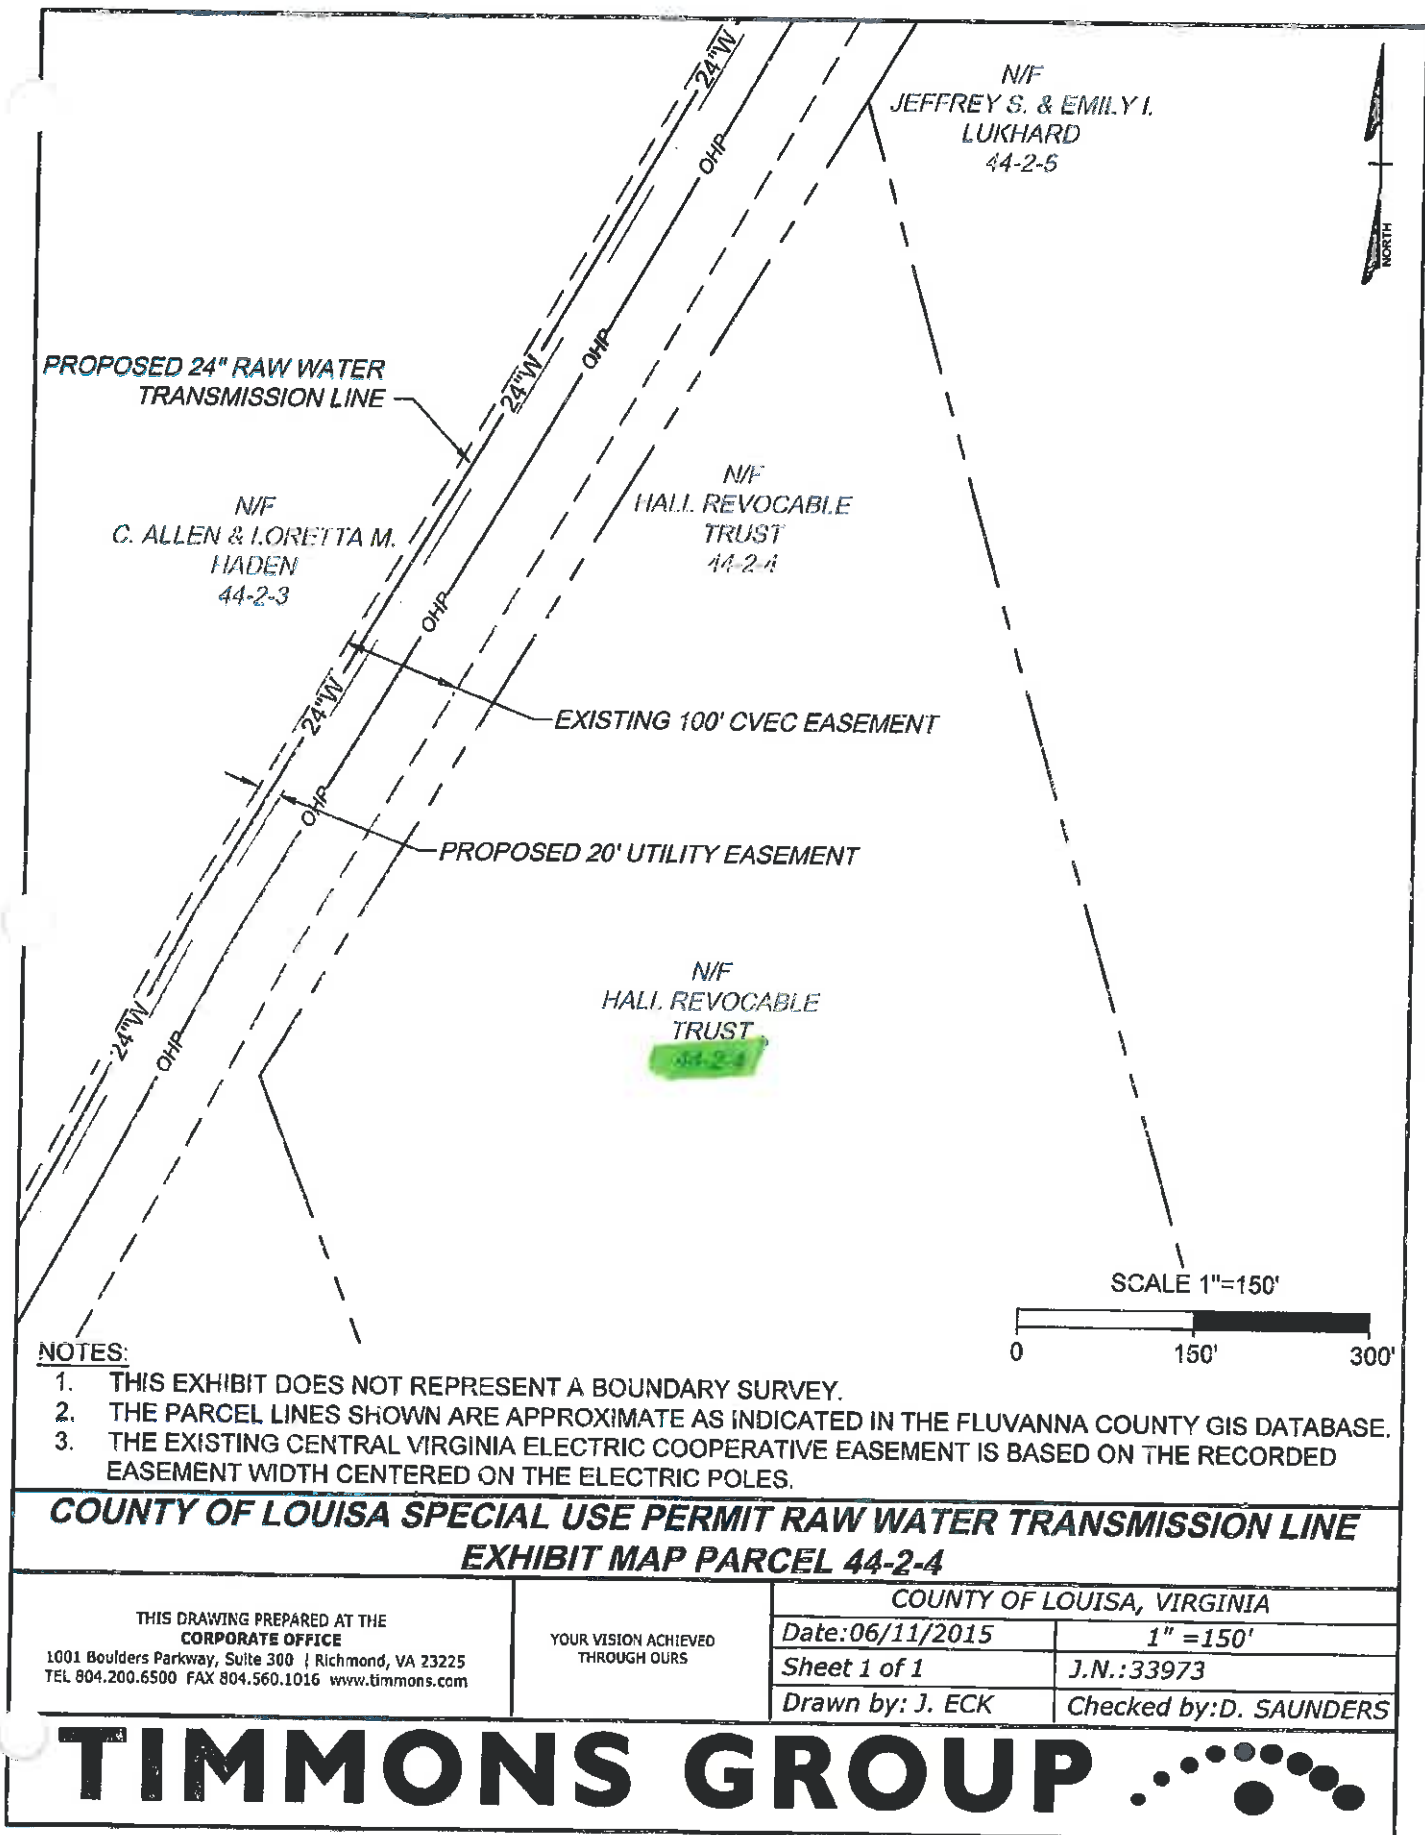 24"W
OHP
N/F
JEFFREY S. & EMILY I.
LUKHARD
44-2-5
NORTH
OHP
24"W
PROPOSED 24" RAW WATER
TRANSMISSION LINE
N/F
HALL REVOCABLE
TRUST
44-2-4
N/F
C. ALLEN & LORETTA M.
HADEN
44-2-3
OHP
24"W
EXISTING 100' CVEC EASEMENT
OHP
PROPOSED 20' UTILITY EASEMENT
N/F
HALL REVOCABLE
TRUST
44-2-4
24"W
OHP
SCALE 1"=150'
0 150' 300'
NOTES:
1. THIS EXHIBIT DOES NOT REPRESENT A BOUNDARY SURVEY.
2. THE PARCEL LINES SHOWN ARE APPROXIMATE AS INDICATED IN THE FLUVANNA COUNTY GIS DATABASE.
3. THE EXISTING CENTRAL VIRGINIA ELECTRIC COOPERATIVE EASEMENT IS BASED ON THE RECORDED
EASEMENT WIDTH CENTERED ON THE ELECTRIC POLES.
COUNTY OF LOUISA SPECIAL USE PERMIT RAW WATER TRANSMISSION LINE
EXHIBIT MAP PARCEL 44-2-4
THIS DRAWING PREPARED AT THE
CORPORATE OFFICE
1001 Boulders Parkway, Suite 300 | Richmond, VA 23225
TEL 804.200.6500 FAX 804.560.1016 www.timmons.com
YOUR VISION ACHIEVED
THROUGH OURS
COUNTY OF LOUISA, VIRGINIA
Date:06/11/2015 1" =150'
Sheet 1 of 1 J.N.:33973
Drawn by: J. ECK Checked by:D. SAUNDERS
TIMMONS GROUP